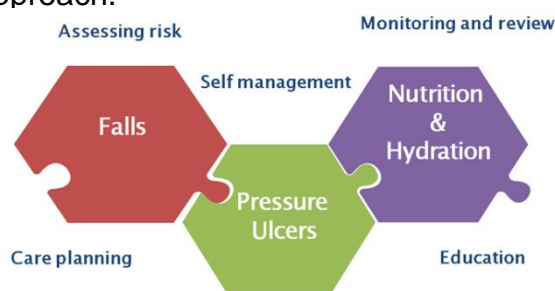 Assessing risk
Monitoring and review
Self management
Falls
Nutrition
&
Hydration
Pressure
Ulcers
Care planning
Education